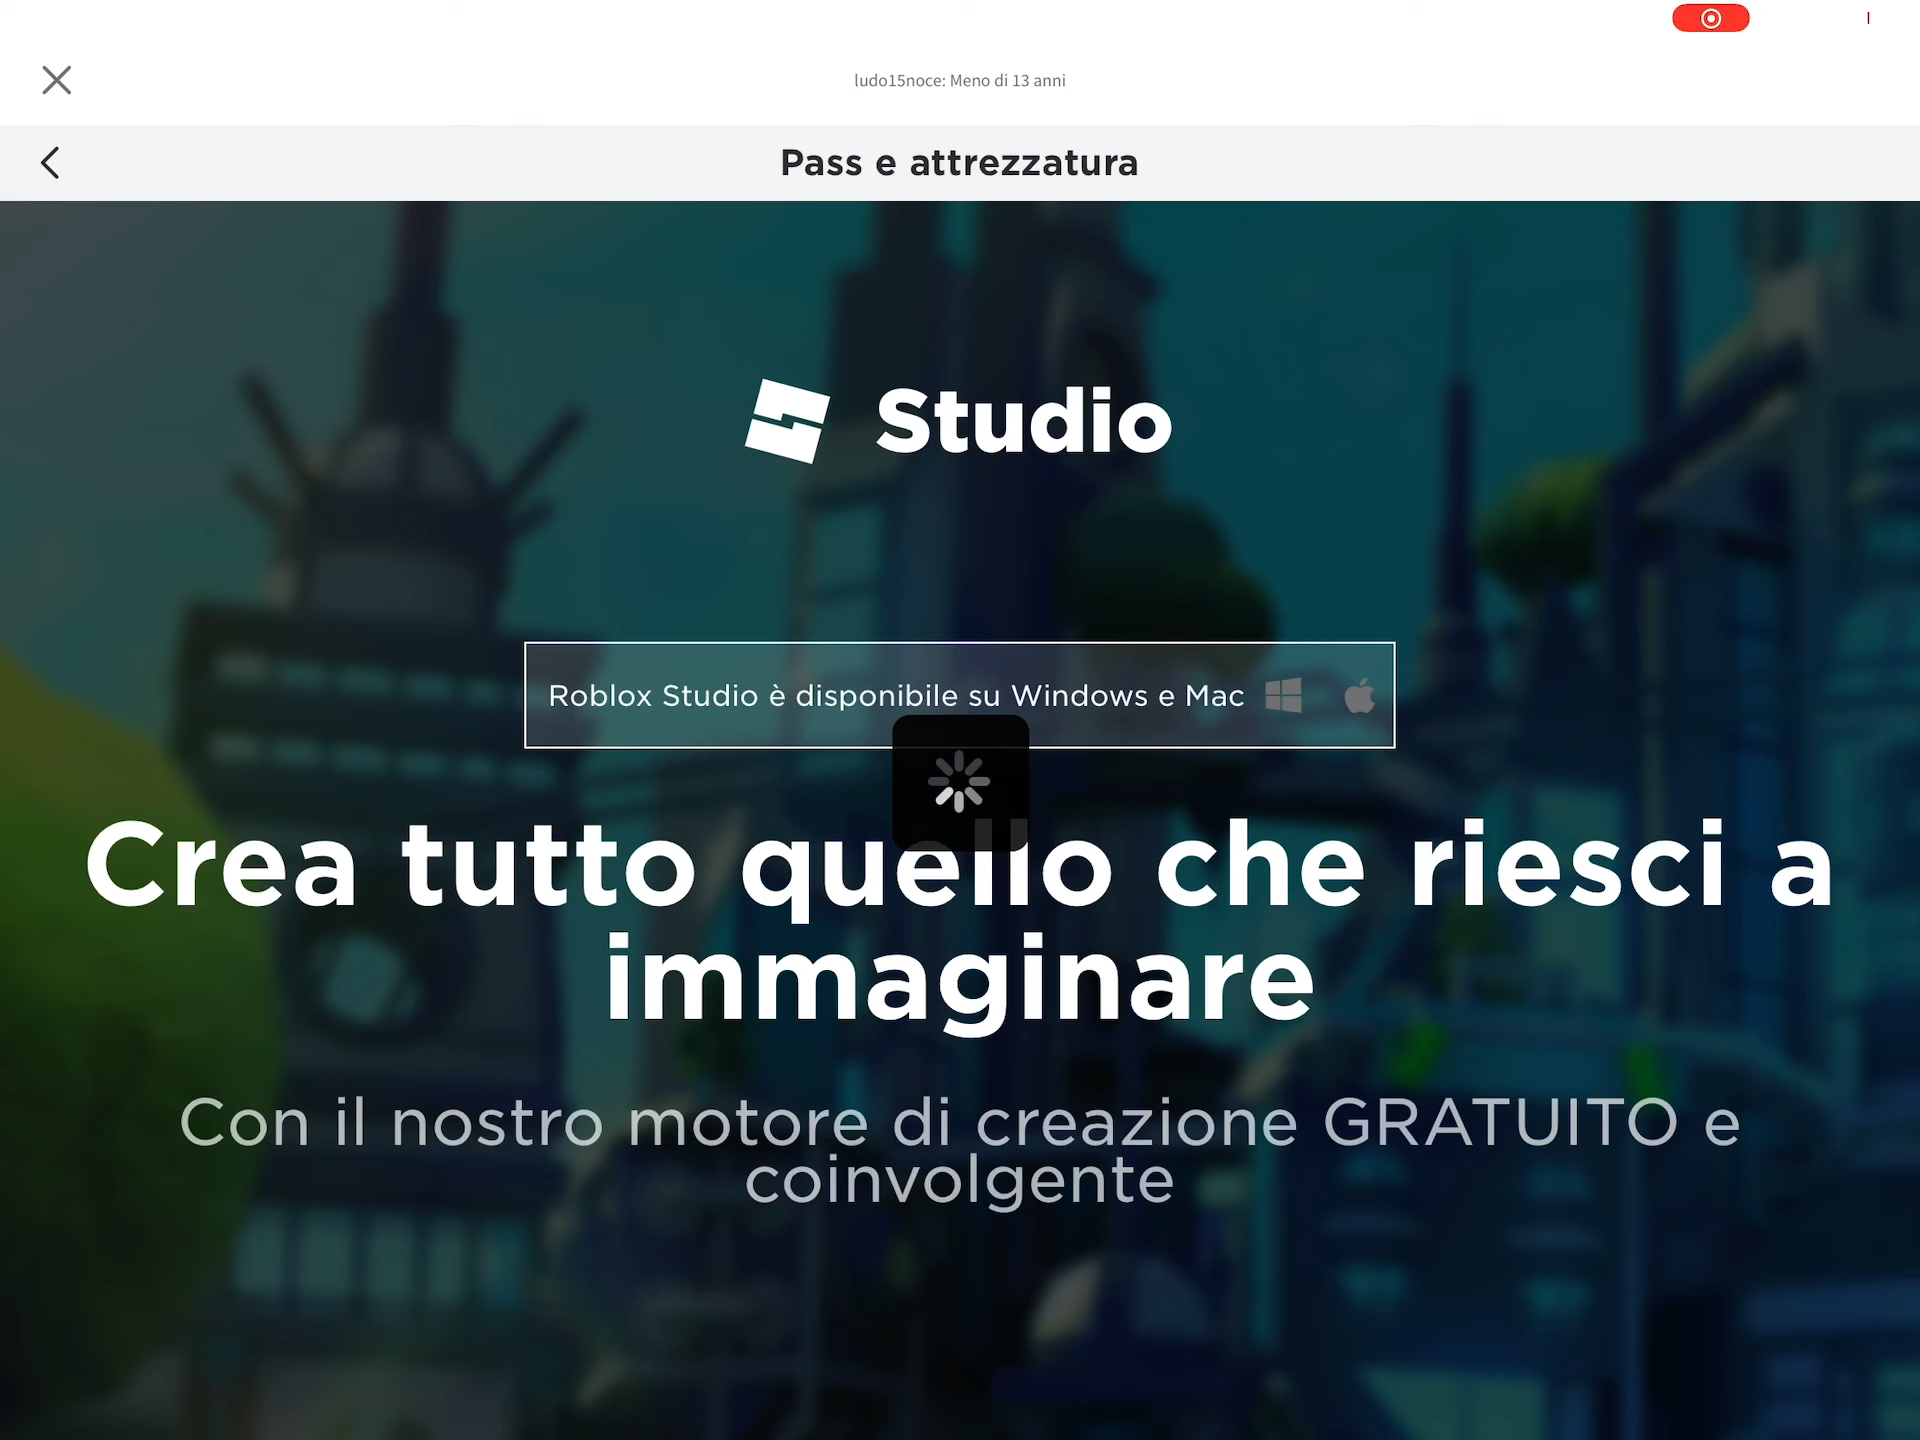 ludo15noce: Meno di 13 anni
Pass e attrezzatura
Studio
Roblox Studio è disponibile su Windows e Mac
Crea tutto quello che riesci a
immaginare
Con il nostro motore di creazione GRATUITO e
coinvolgente